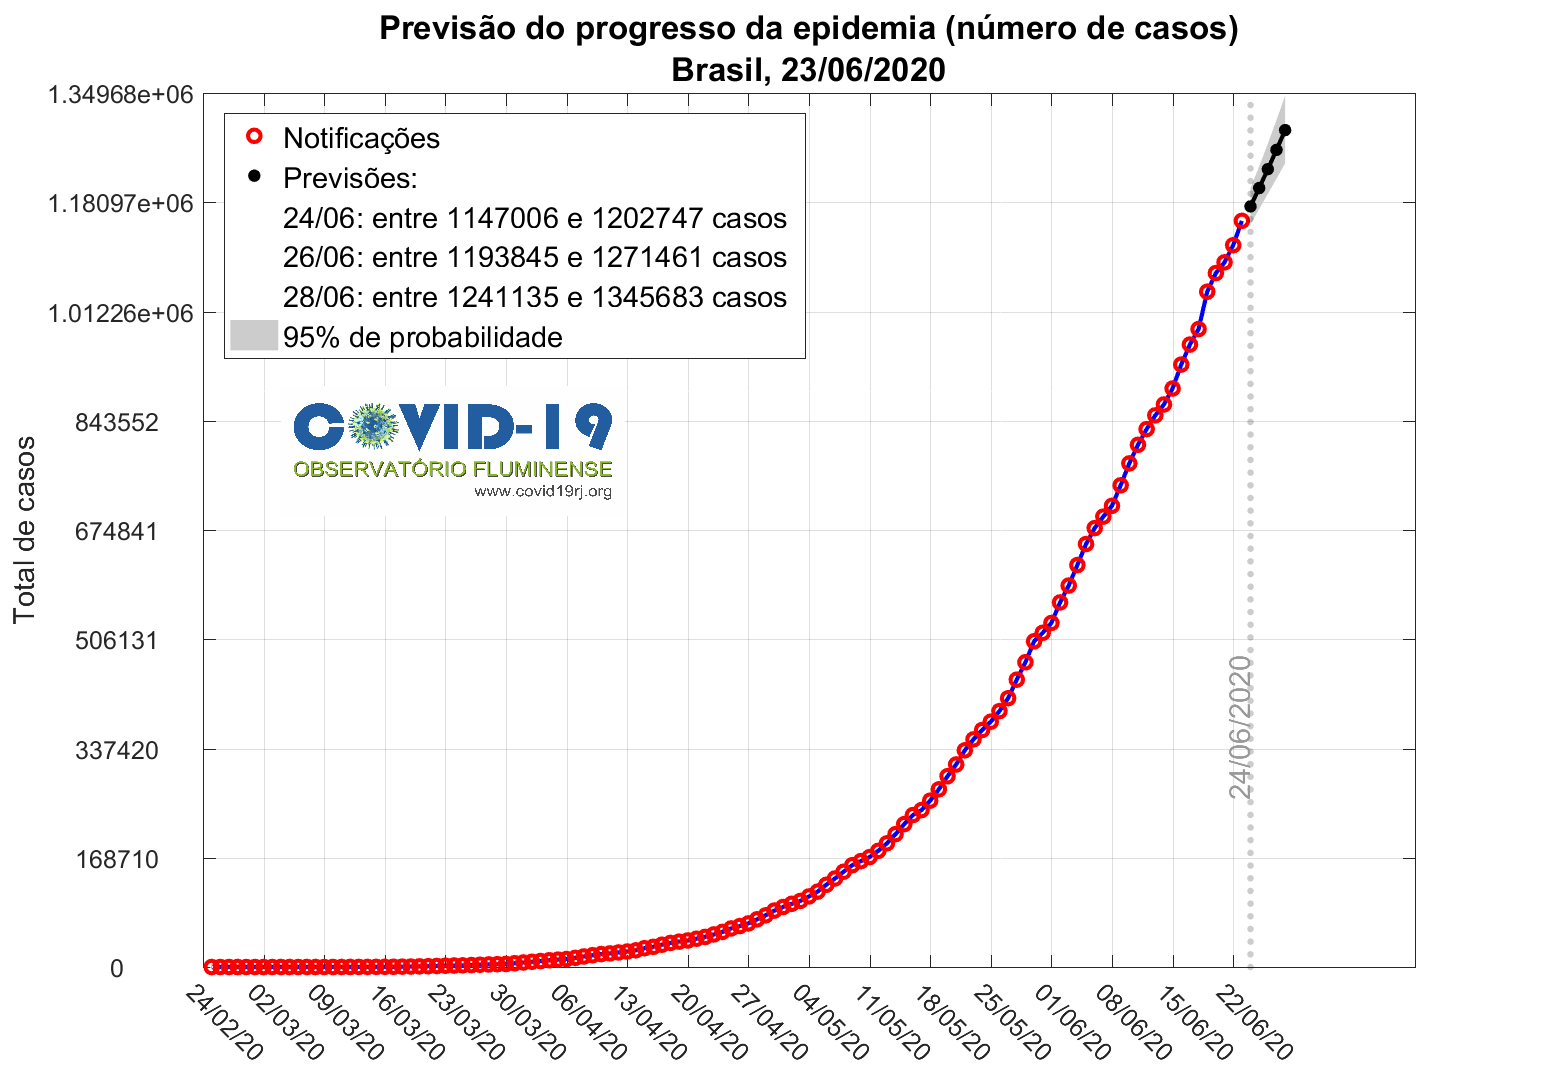 Previsão do progresso da epidemia (número de casos)
Brasil, 23/06/2020
1.34968e+06
1.18097e+06
1.01226e+06
843552
674841
506131
337420
168710
0
Total de casos
Notificações
Previsões:
24/06: entre 1147006 e 1202747 casos
26/06: entre 1193845 e 1271461 casos
28/06: entre 1241135 e 1345683 casos
95% de probabilidade
COVID-19
OBSERVATÓRIO FLUMINENSE
www.covid19rj.org
24/06/2020
24/02/20
02/03/20
09/03/20
16/03/20
23/03/20
30/03/20
06/04/20
13/04/20
20/04/20
27/04/20
04/05/20
11/05/20
18/05/20
25/05/20
01/06/20
08/06/20
15/06/20
22/06/20